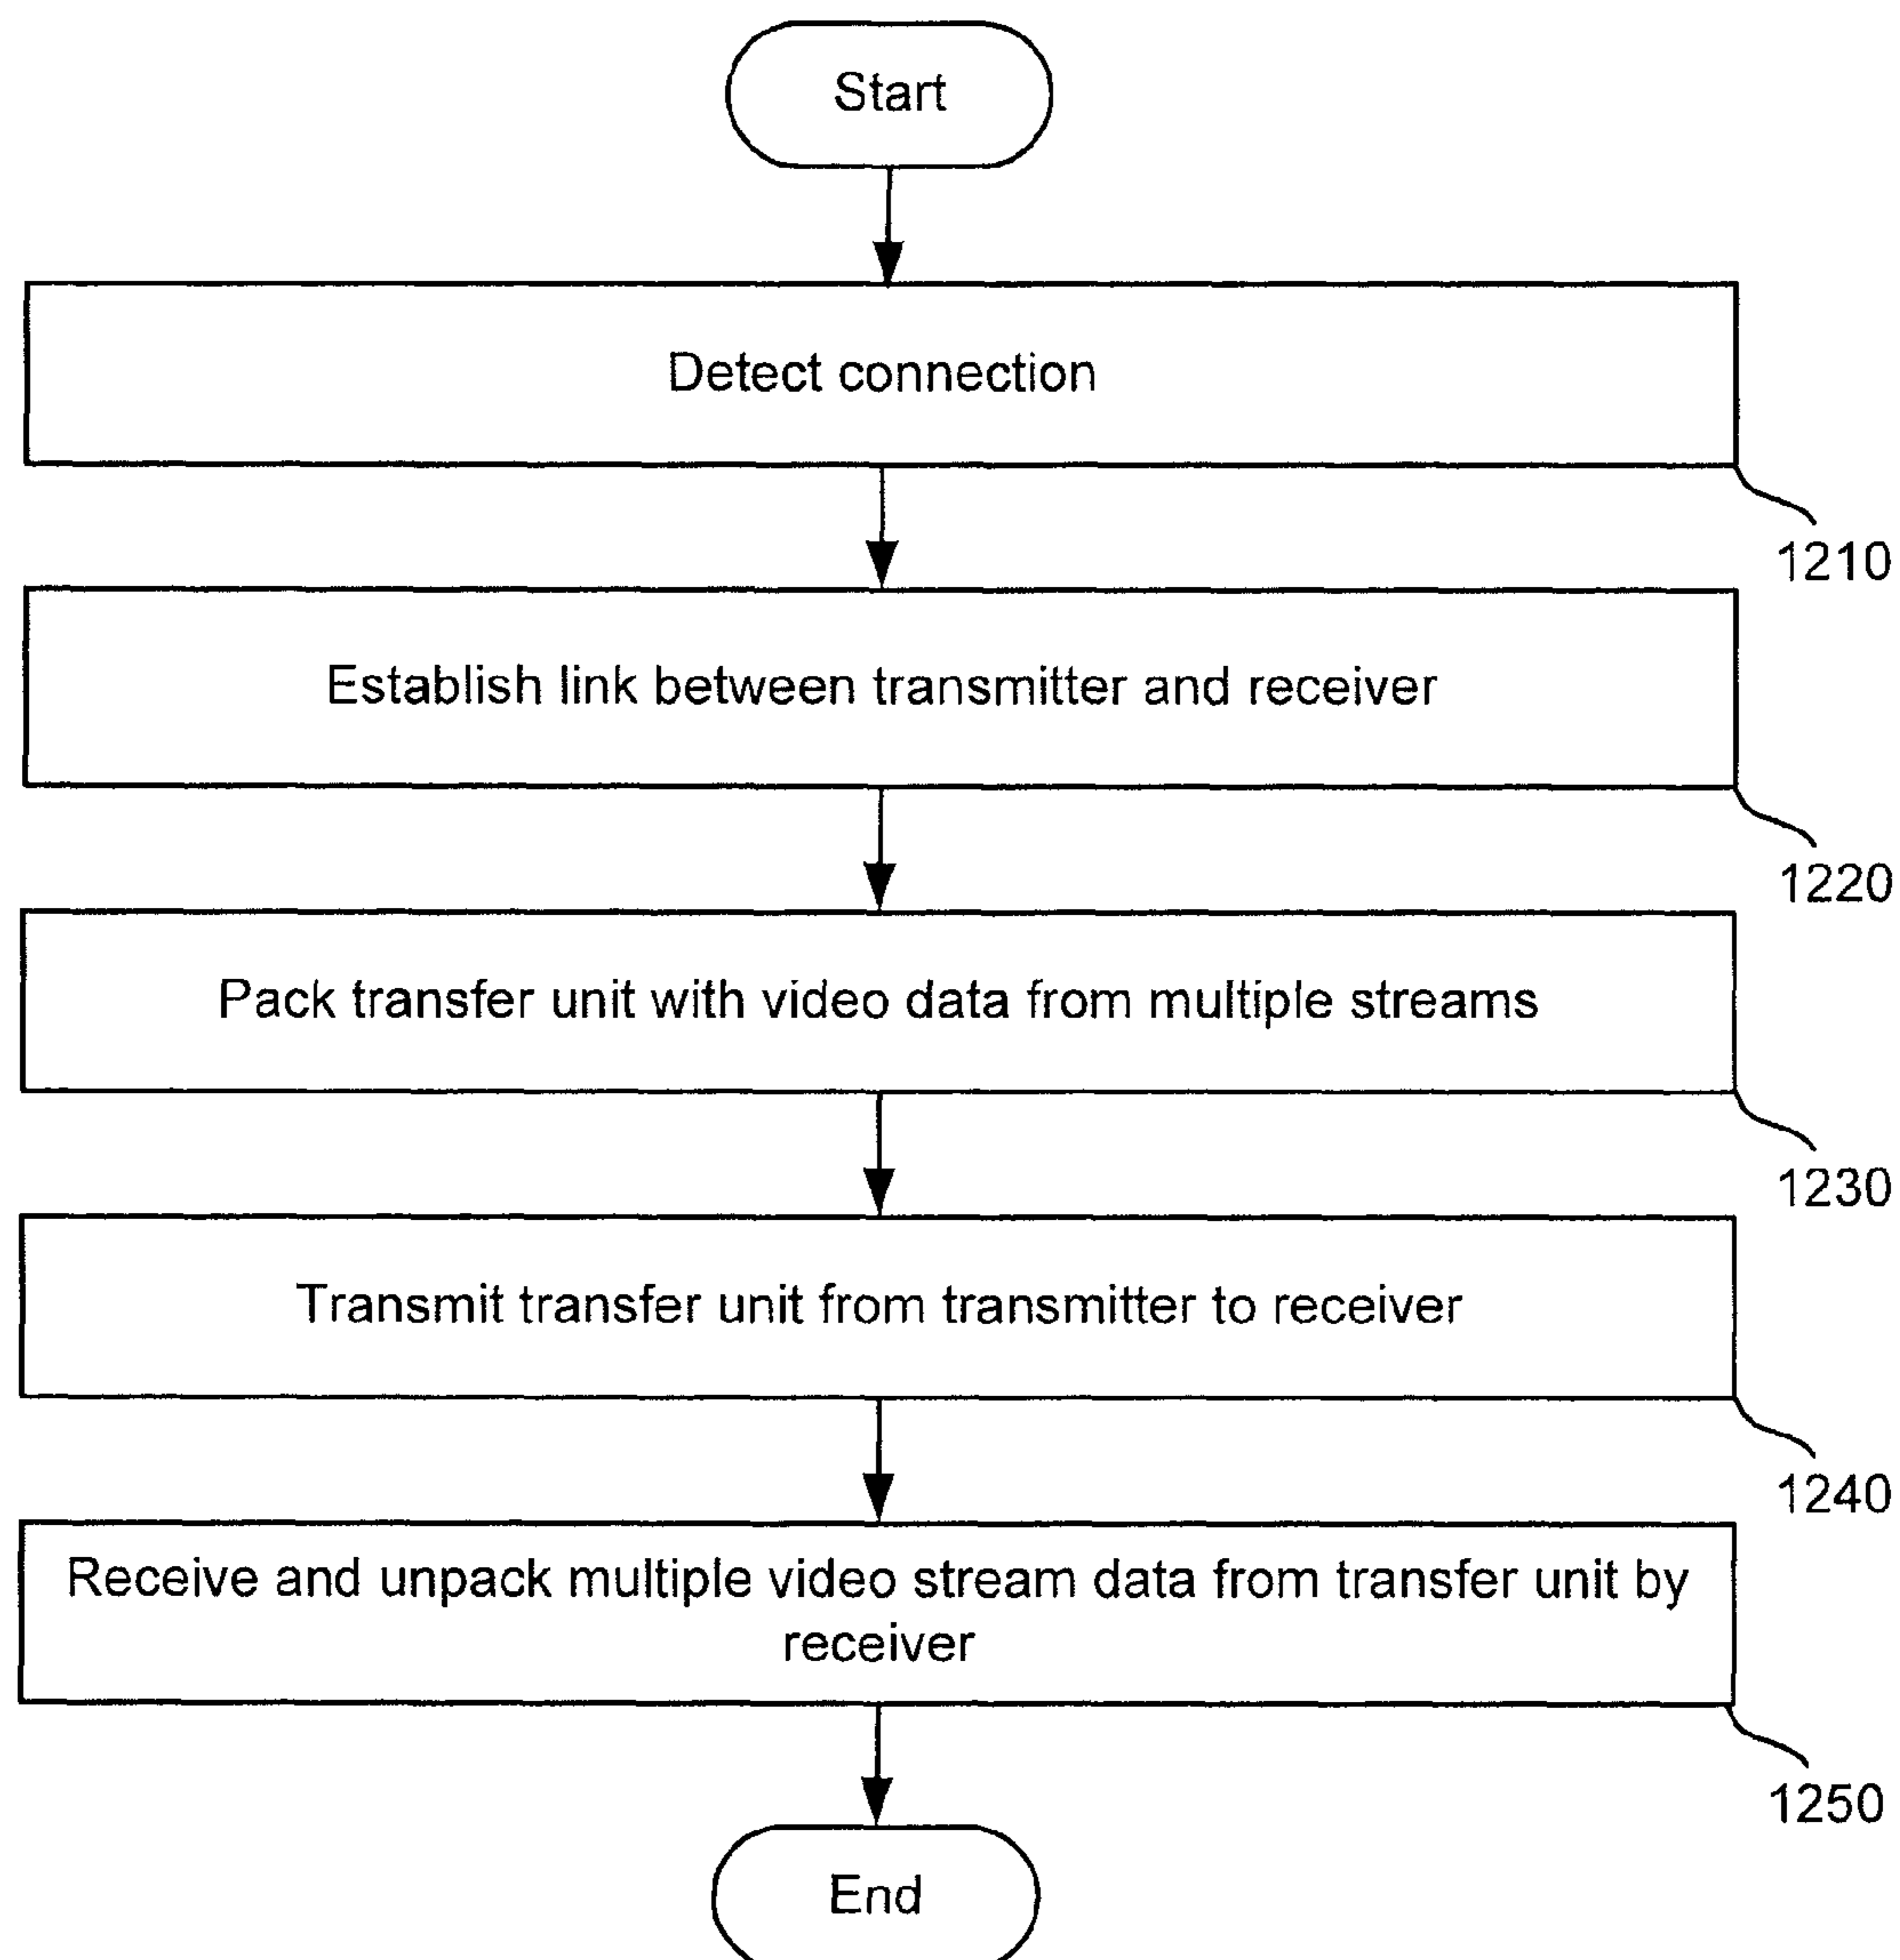 Start
Detect connection
1210
Establish link between transmitter and receiver
1220
Pack transfer unit with video data from multiple streams
1230
Transmit transfer unit from transmitter to receiver
1240
Receive and unpack multiple video stream data from transfer unit by
receiver
1250
End